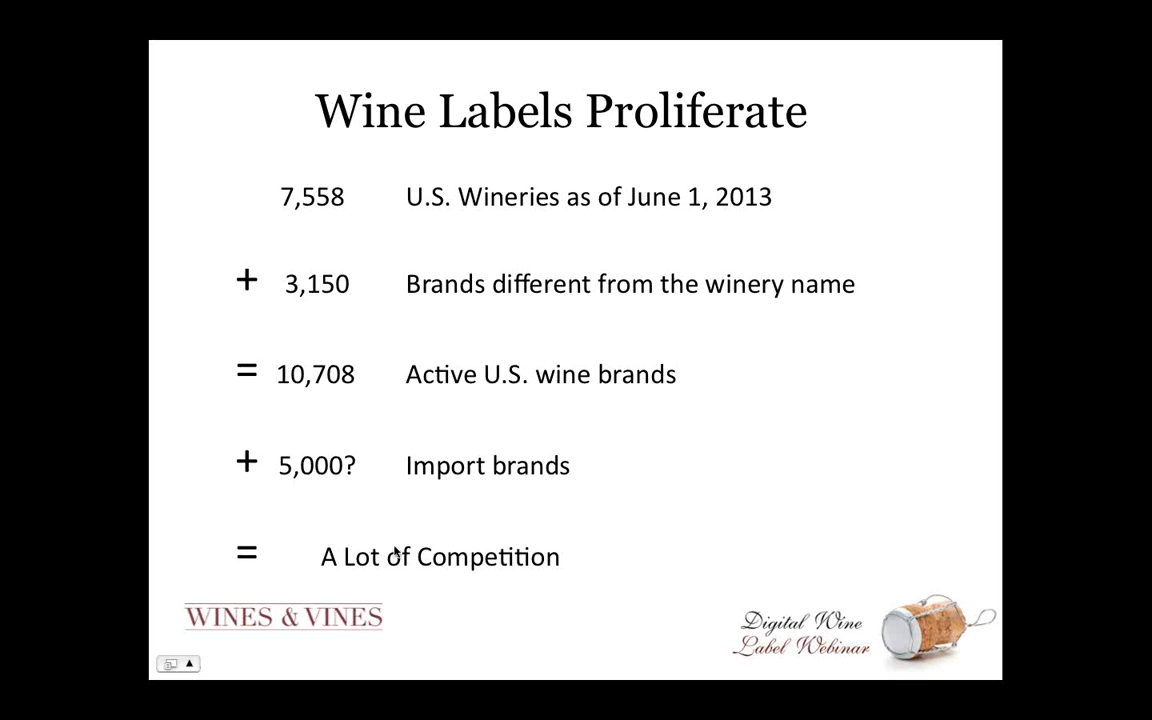 Wine Labels Proliferate
7,558 U.S. Wineries as of June 1, 2013
+ 3,150 Brands different from the winery name
= 10,708 Active U.S. wine brands
+ 5,000? Import brands
= A Lot of Competition
WINES & VINES
Digital Wine
Label Webinar